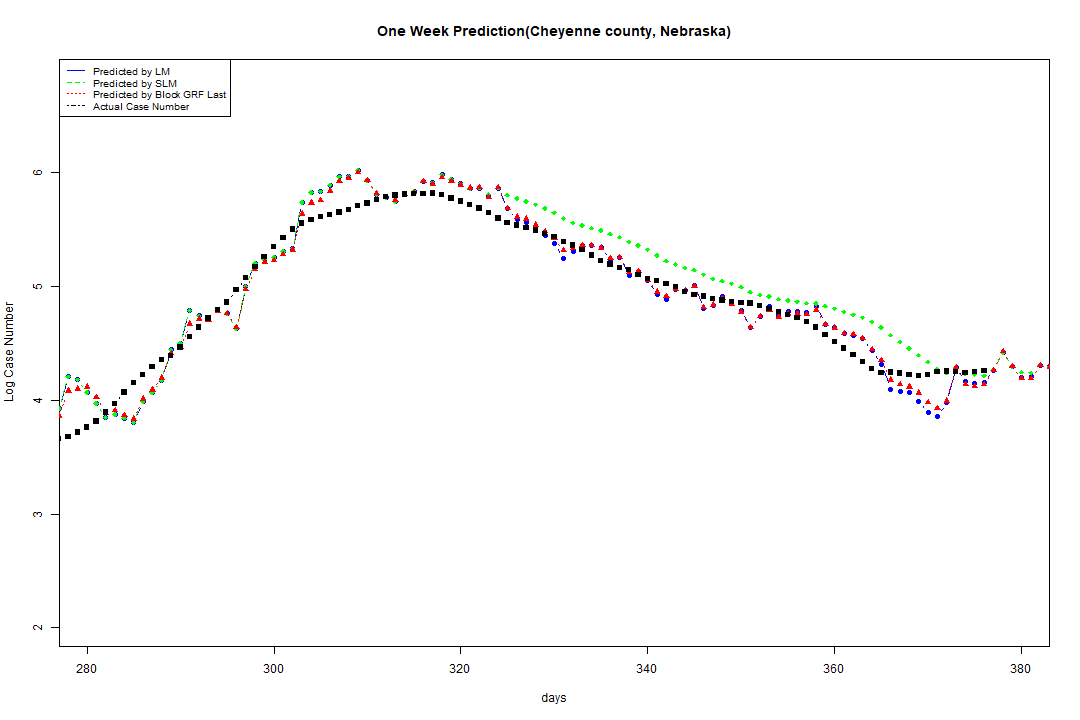 One Week Prediction(Cheyenne county, Nebraska)
Predicted by LM
Predicted by SLM
Predicted by Block GRF Last
Actual Case Number
6
5
4
3
2
Log Case Number
280 300 320 340 360 380
days